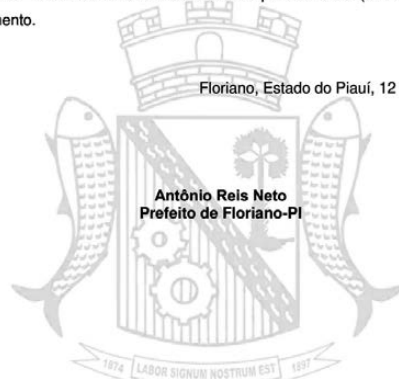 mento.
Floriano, Estado do Piauí, 12
Antônio Reis Neto
Prefeito de Floriano-PI
1874 LABOR SIGNUM NOSTRUM EST 1897